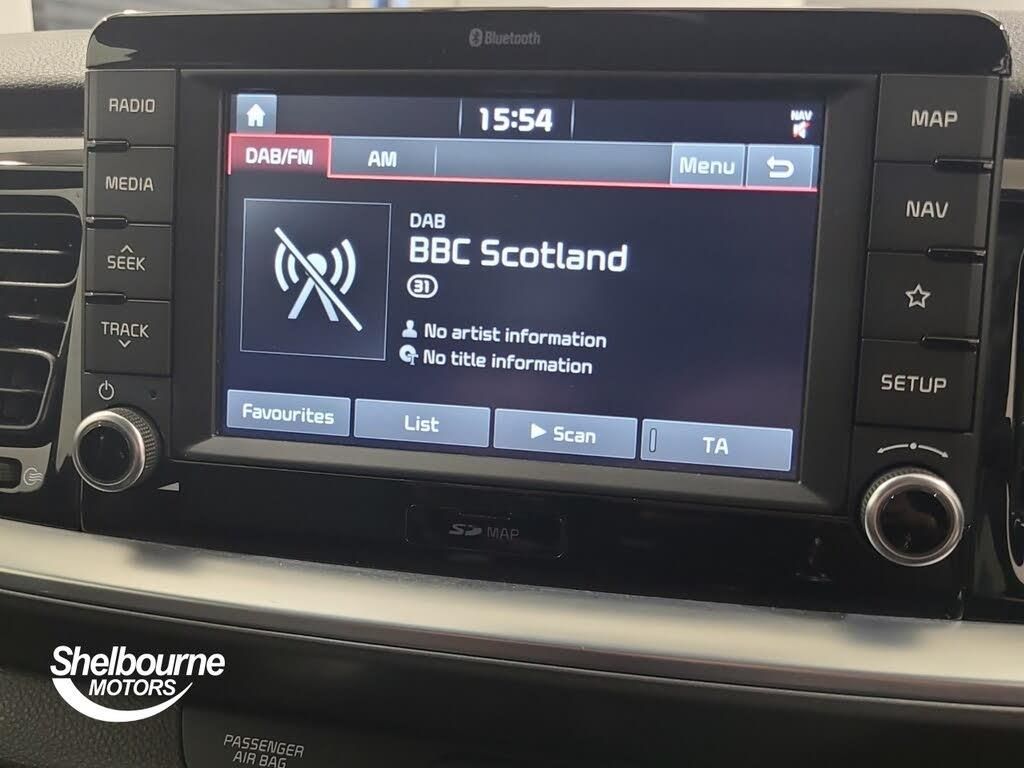 Bluetooth
RADIO
MEDIA
SEEK
TRACK
15:54
NAV
DAB/FM
AM
Menu
DAB
BBC Scotland
31
No artist information
No title information
Favourites
List
Scan
TA
MAP
NAV
SETUP
SD MAP
Shelbourne
MOTORS
PASSENGER
AIR BAG